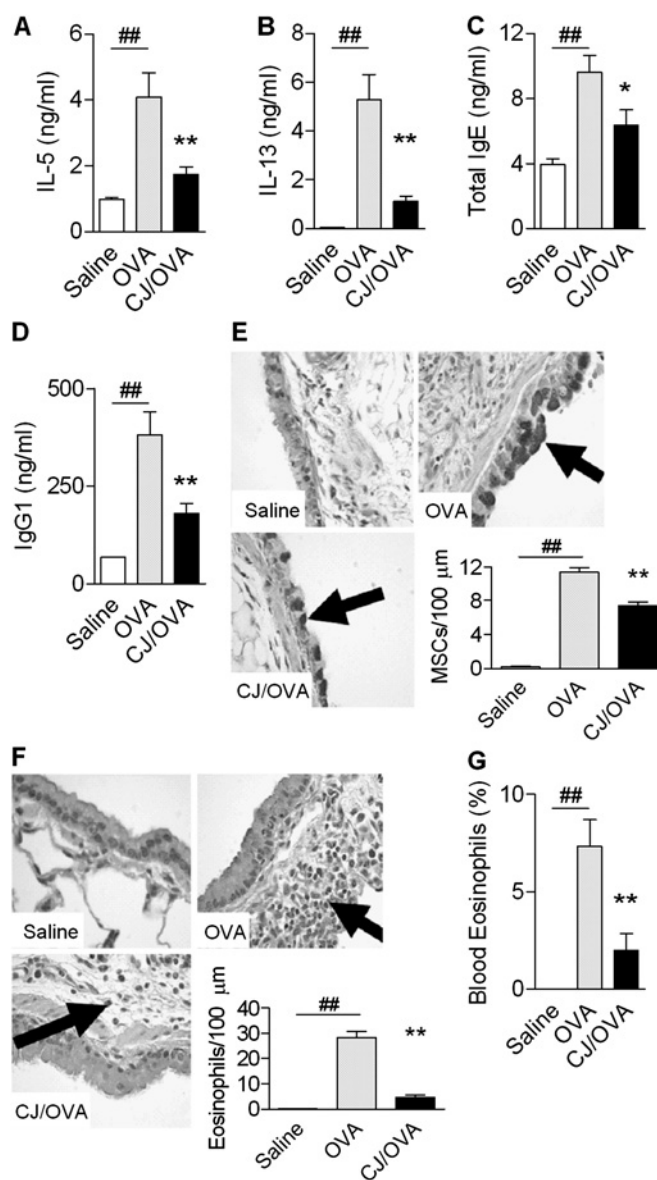 A
##
IL-5 (ng/ml)
6
4
2
0
**
Saline
OVA
CJ/OVA
B
##
IL-13 (ng/ml)
8
6
4
2
0
**
Saline
OVA
CJ/OVA
C
##
Total IgE (ng/ml)
12
8
4
0
*
Saline
OVA
CJ/OVA
D
##
IgG1 (ng/ml)
500
250
0
**
Saline
OVA
CJ/OVA
E
Saline
OVA
CJ/OVA
##
MSCs/100 μm
12
8
4
0
**
Saline
OVA
CJ/OVA
F
Saline
OVA
CJ/OVA
##
Eosinophils/100 μm
40
30
20
10
0
**
Saline
OVA
CJ/OVA
G
##
Blood Eosinophils (%)
10
5
0
**
Saline
OVA
CJ/OVA